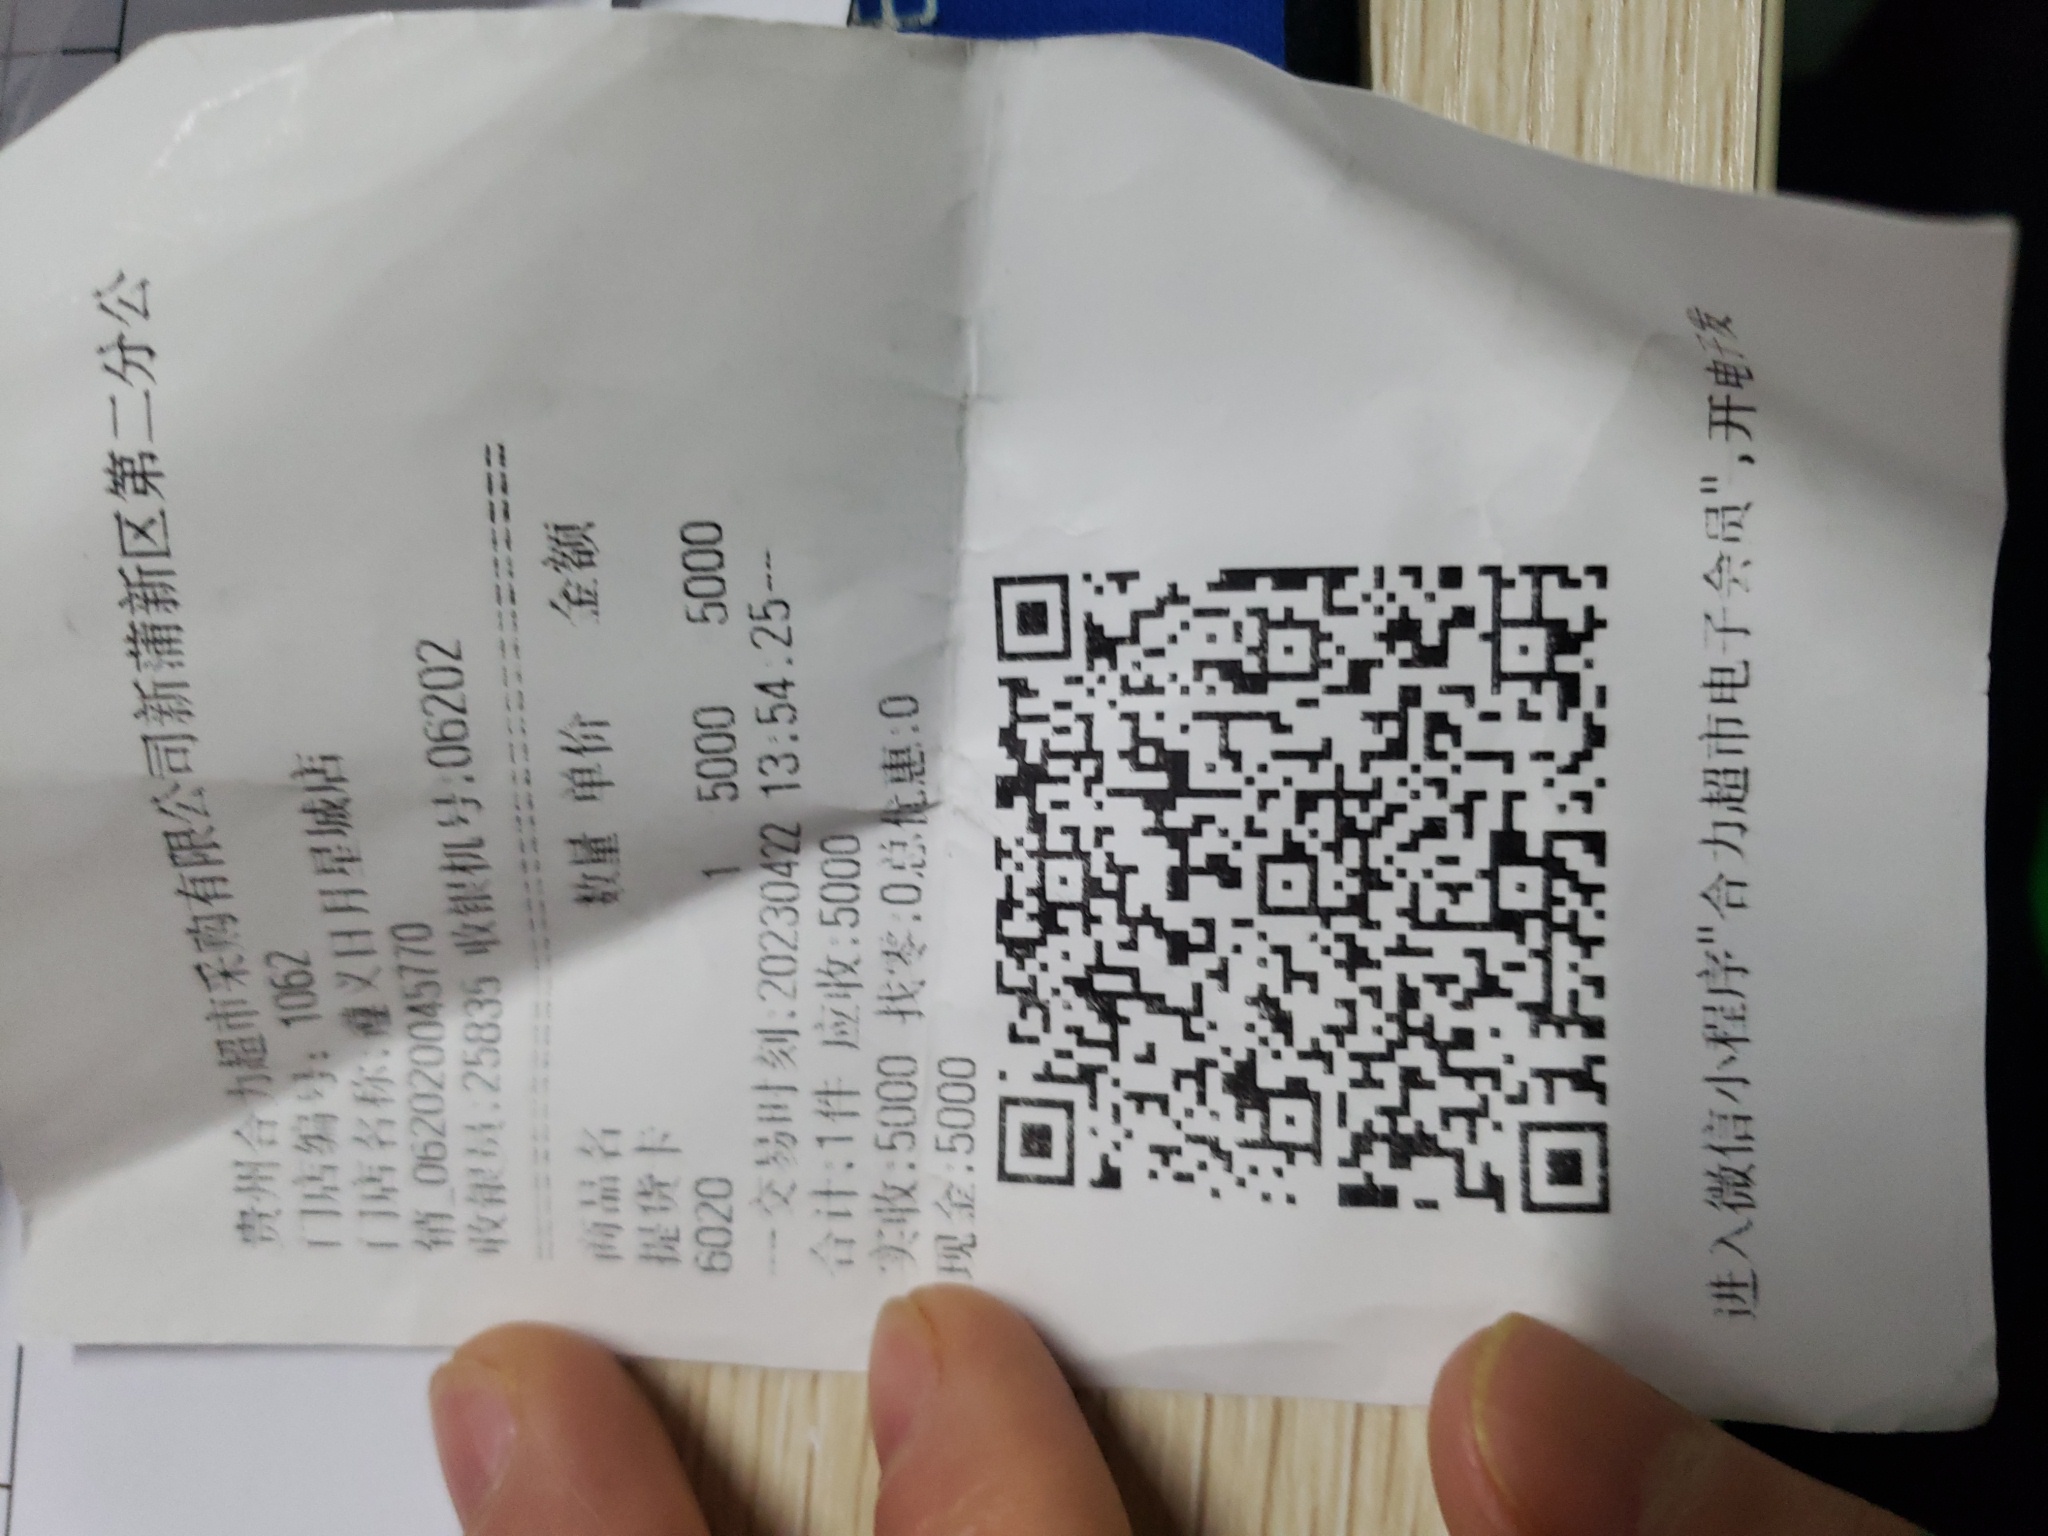 贵州合力超市采购有限公司新蒲新区第二分公
门店编号: 1062
门店名称:遵义日月星城店
销_062020045770
收银员:25835 收银机号:06202
商品名 数量 单价 金额
提货卡
6020 1 5000 5000
---交易时刻:20230422 13:54:25---
合计:1件 应收:5000
实收:5000 找零:0总优惠:0
现金:5000
进入微信小程序"合力超市电子会员",开电子发